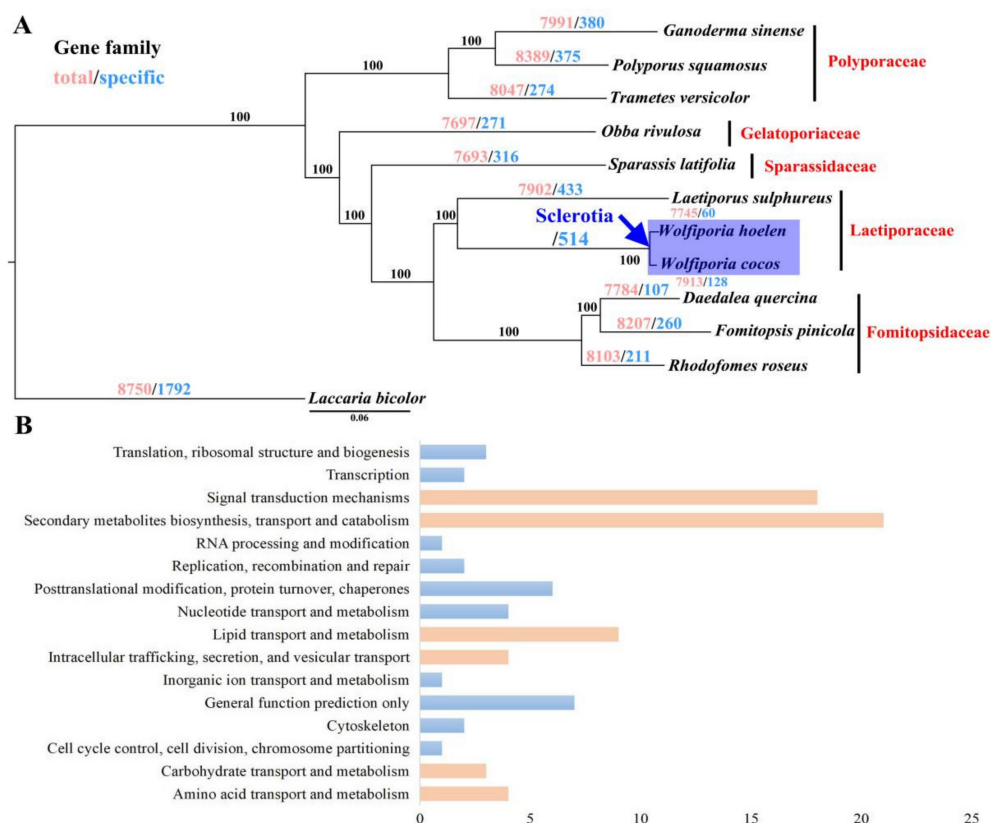 A
Gene family
total/specific
7991/380
Ganoderma sinense
100
100
8389/375
Polyporus squamosus
Polyporaceae
100
8047/274
Trametes versicolor
100
7697/271
Obba rivulosa
Gelatoporiaceae
100
7693/316
Sparassis latifolia
Sparassidaceae
100
7902/433
Laetiporus sulphureus
100
Sclerotia
7745/60
Wolfiporia hoelen
Laetiporaceae
/514
100
Wolfiporia cocos
7913/128
7784/107
Daedalea quercina
100
100
8207/260
Fomitopsis pinicola
Fomitopsidaceae
8103/211
Rhodofomes roseus
8750/1792
Laccaria bicolor
0.06
B
Translation, ribosomal structure and biogenesis
Transcription
Signal transduction mechanisms
Secondary metabolites biosynthesis, transport and catabolism
RNA processing and modification
Replication, recombination and repair
Posttranslational modification, protein turnover, chaperones
Nucleotide transport and metabolism
Lipid transport and metabolism
Intracellular trafficking, secretion, and vesicular transport
Inorganic ion transport and metabolism
General function prediction only
Cytoskeleton
Cell cycle control, cell division, chromosome partitioning
Carbohydrate transport and metabolism
Amino acid transport and metabolism
0 5 10 15 20 25